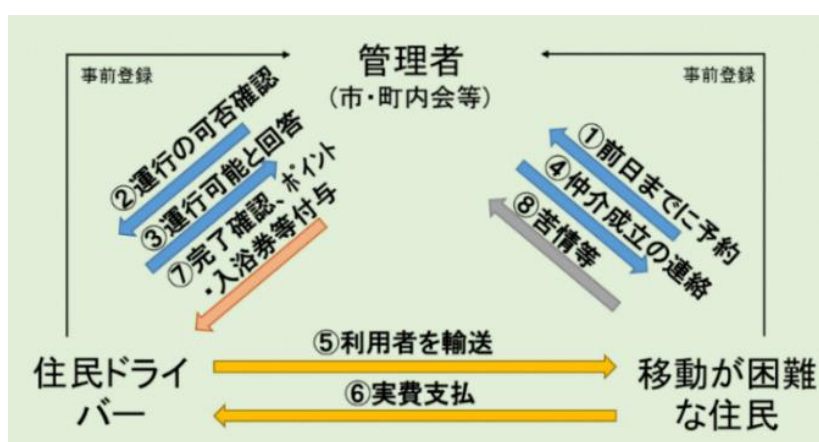 管理者
(市・町内会等)
事前登録
事前登録
②運行の可否確認
③運行可能と回答
⑦完了確認、ポイント
・入浴券等付与
①前日までに予約
④仲介成立の連絡
⑧苦情等
⑤利用者を輸送
⑥実費支払
住民ドライ
バー
移動が困難
な住民